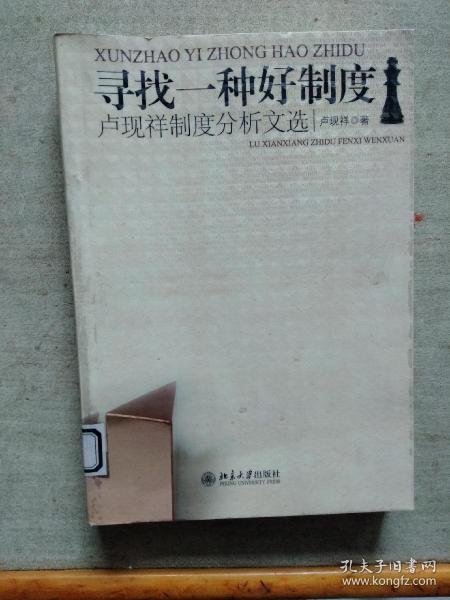 XUNZHAO YI ZHONG HAO ZHIDU
寻找一种好制度
卢现祥制度分析文选 卢现祥◎著
LU XIANXIANG ZHIDU FENXI WENXUAN
北京大学出版社
PEKING UNIVERSITY PRESS
孔夫子旧书网
www.kongfz.com